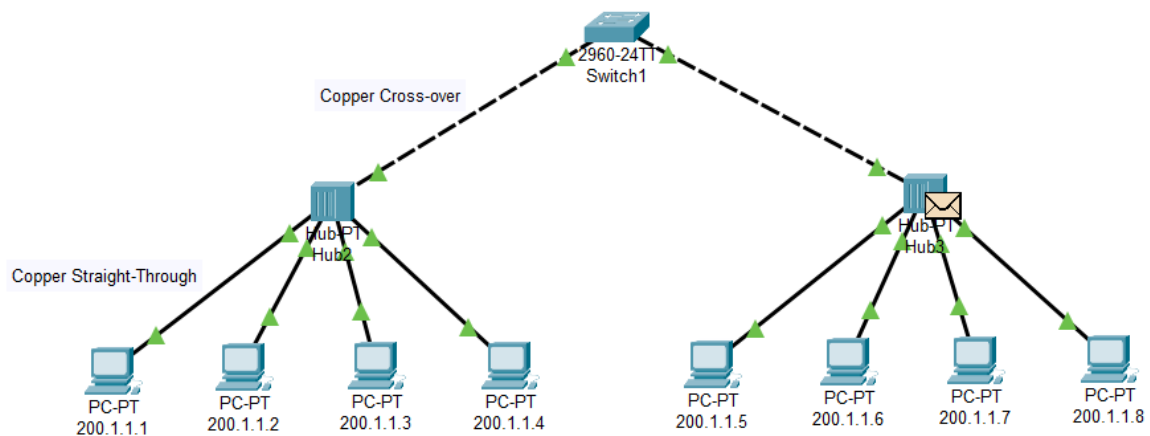 2960-24TT
Switch1
Copper Cross-over
Hub-PT
Hub2
Hub-PT
Hub3
Copper Straight-Through
PC-PT
200.1.1.1
PC-PT
200.1.1.2
PC-PT
200.1.1.3
PC-PT
200.1.1.4
PC-PT
200.1.1.5
PC-PT
200.1.1.6
PC-PT
200.1.1.7
PC-PT
200.1.1.8